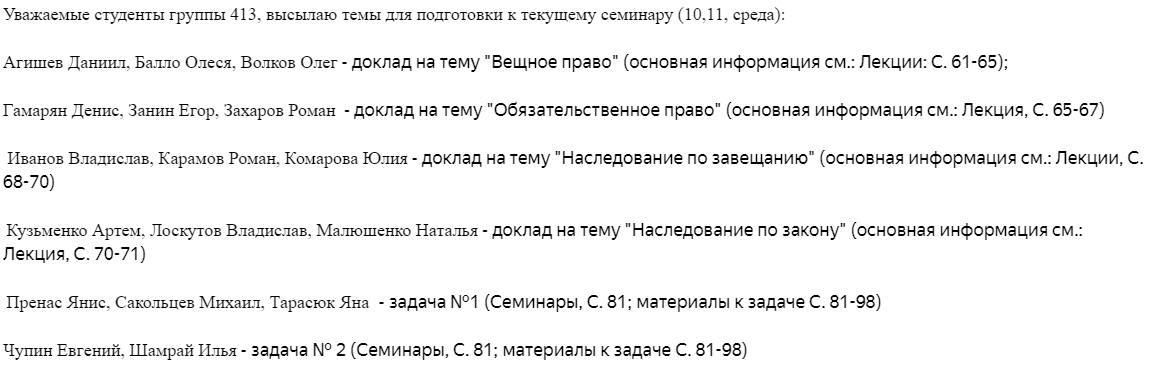 Уважаемые студенты группы 413, высылаю темы для подготовки к текущему семинару (10,11, среда):
Агишев Даниил, Балло Олеся, Волков Олег - доклад на тему "Вещное право" (основная информация см.: Лекции: С. 61-65);
Гамарян Денис, Занин Егор, Захаров Роман - доклад на тему "Обязательственное право" (основная информация см.: Лекция, С. 65-67)
Иванов Владислав, Карамов Роман, Комарова Юлия - доклад на тему "Наследование по завещанию" (основная информация см.: Лекции, С.
68-70)
Кузьменко Артем, Лоскутов Владислав, Малюшенко Наталья - доклад на тему "Наследование по закону" (основная информация см.:
Лекция, С. 70-71)
Пренас Янис, Сакольцев Михаил, Тарасюк Яна - задача №1 (Семинары, С. 81; материалы к задаче С. 81-98)
Чупин Евгений, Шамрай Илья - задача № 2 (Семинары, С. 81; материалы к задаче С. 81-98)